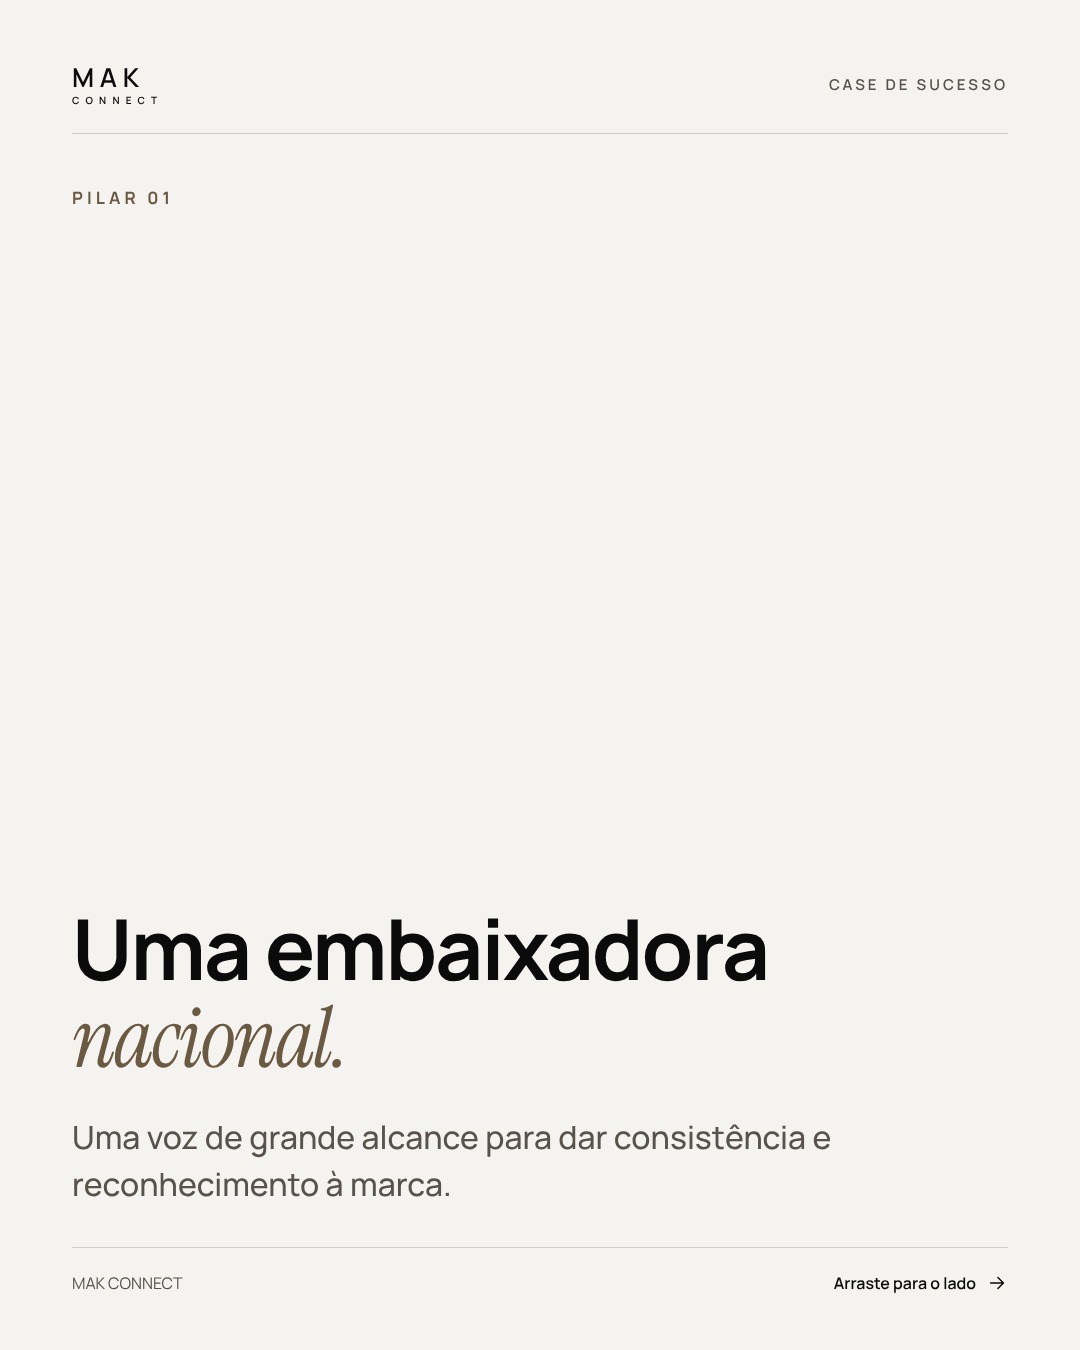 MAK
CONNECT
CASE DE SUCESSO
PILAR 01
Uma embaixadora
nacional.
Uma voz de grande alcance para dar consistência e
reconhecimento à marca.
MAK CONNECT
Arraste para o lado →